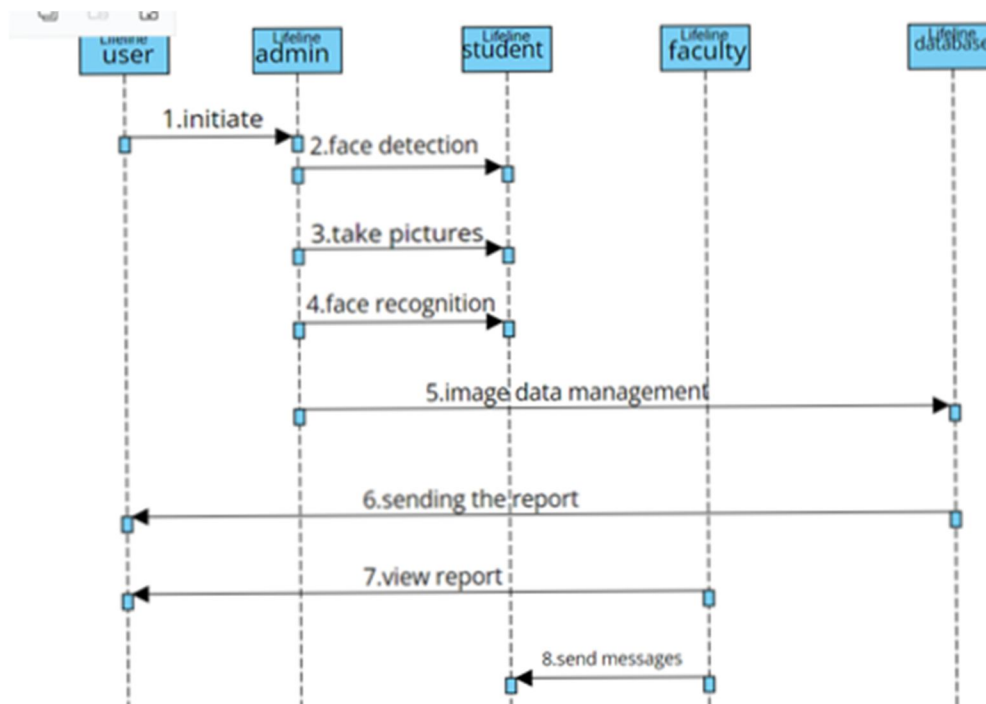 Lifeline
user
Lifeline
admin
Lifeline
student
Lifeline
faculty
Lifeline
database
1.initiate
2.face detection
3.take pictures
4.face recognition
5.image data management
6.sending the report
7.view report
8.send messages